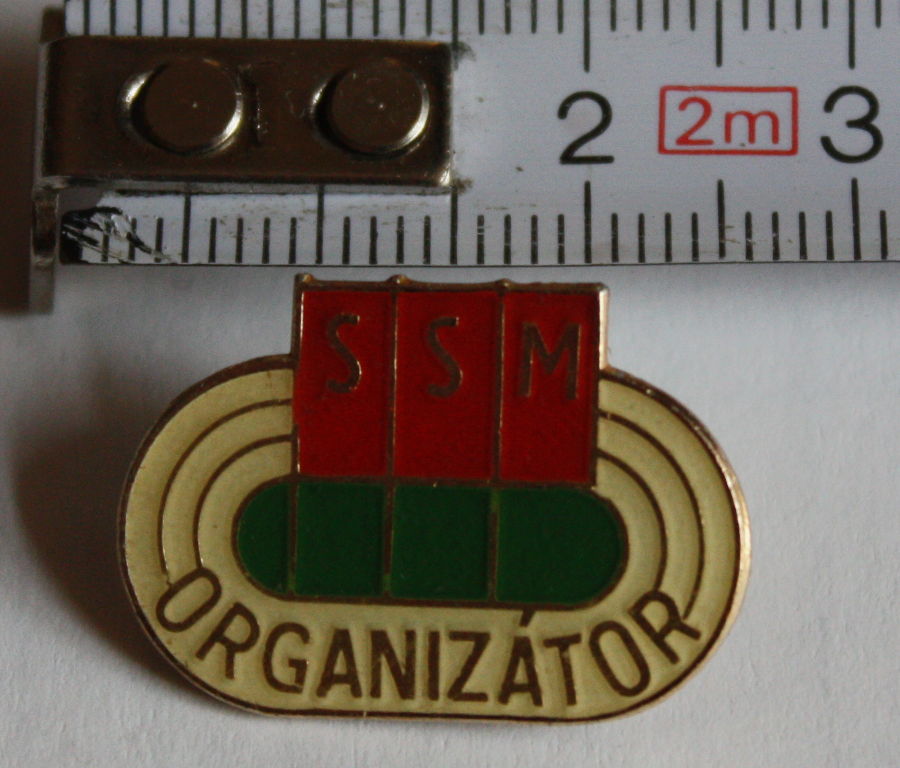 2 2m 3
S S M
ORGANIZÁTOR